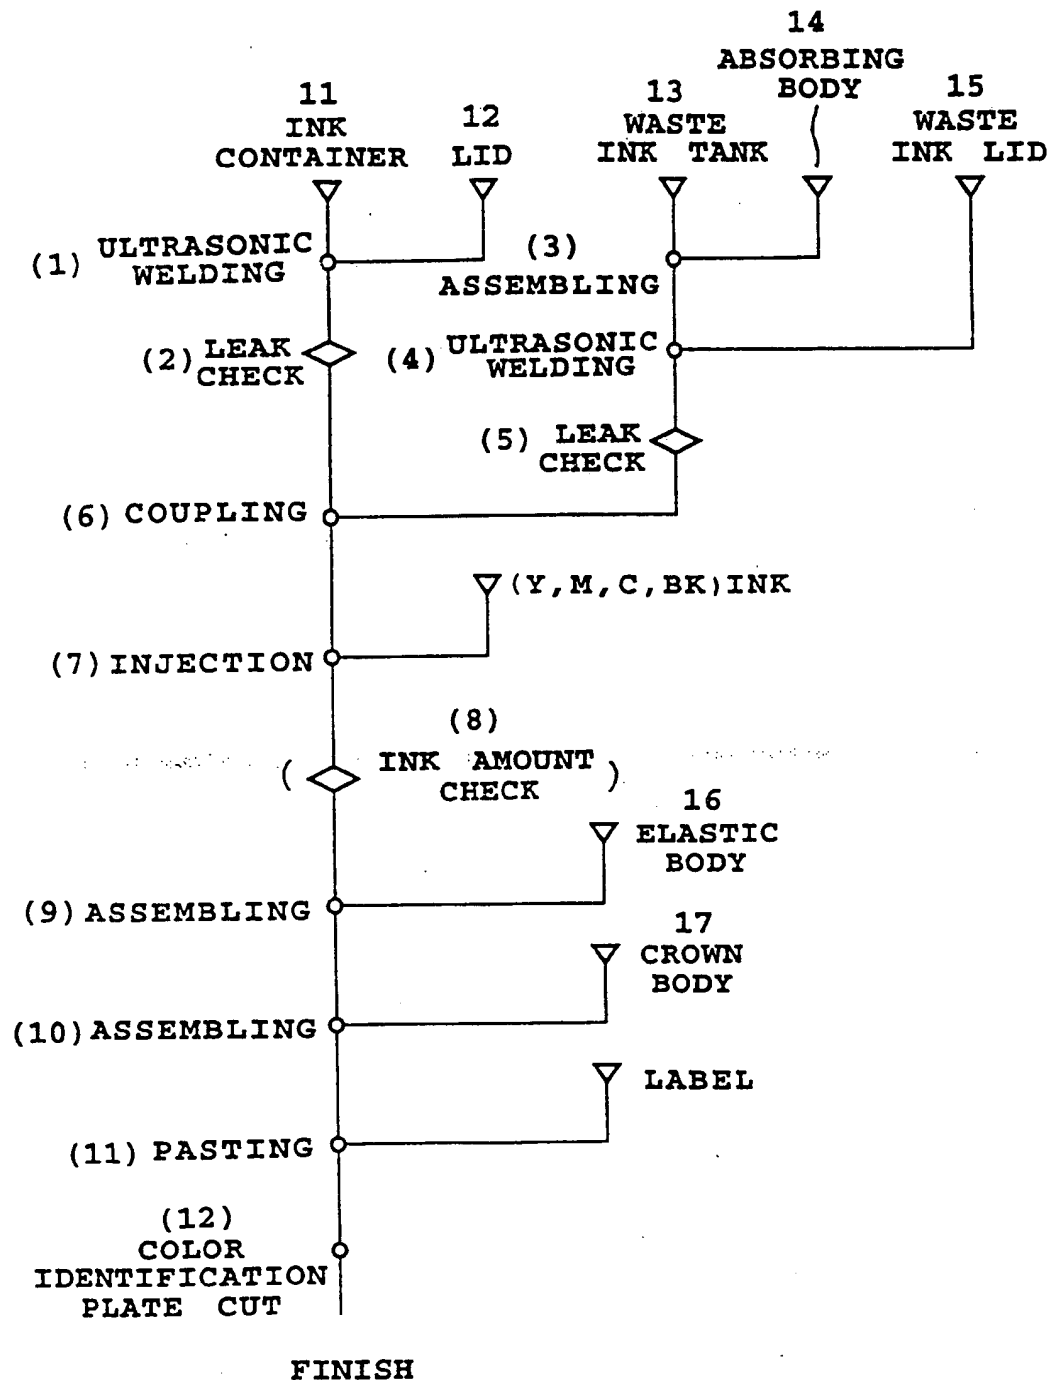 14
ABSORBING
BODY
11
INK
CONTAINER
12
LID
13
WASTE
INK TANK
15
WASTE
INK LID
(1) ULTRASONIC
WELDING
(3)
ASSEMBLING
(2) LEAK
CHECK
(4) ULTRASONIC
WELDING
(5) LEAK
CHECK
(6) COUPLING
(Y,M,C,BK)INK
(7) INJECTION
(8)
( INK AMOUNT )
CHECK
16
ELASTIC
BODY
(9) ASSEMBLING
17
CROWN
BODY
(10) ASSEMBLING
LABEL
(11) PASTING
(12)
COLOR
IDENTIFICATION
PLATE CUT
FINISH